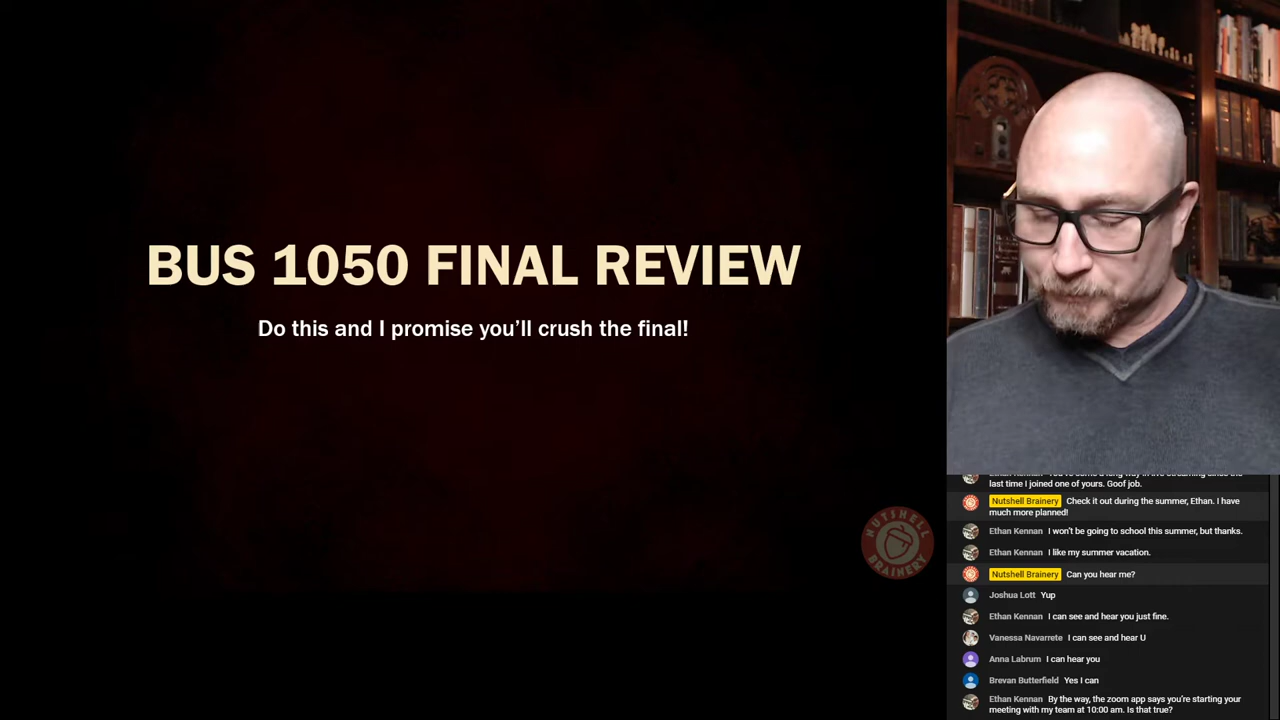 BUS 1050 FINAL REVIEW
Do this and I promise you'll crush the final!
NUTSHELL
BRAINERY
last time I joined one of yours. Goof job.
Nutshell Brainery Check it out during the summer, Ethan. I have
much more planned!
Ethan Kennan I won't be going to school this summer, but thanks.
Ethan Kennan I like my summer vacation.
Nutshell Brainery Can you hear me?
Joshua Lott Yup
Ethan Kennan I can see and hear you just fine.
Vanessa Navarrete I can see and hear U
Anna Labrum I can hear you
Brevan Butterfield Yes I can
Ethan Kennan By the way, the zoom app says you're starting your
meeting with my team at 10:00 am. Is that true?